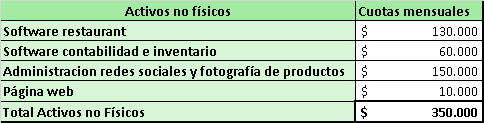 Activos no físicos Cuotas mensuales
Software restaurant $ 130.000
Software contabilidad e inventario $ 60.000
Administracion redes sociales y fotografía de productos $ 150.000
Página web $ 10.000
Total Activos no Físicos $ 350.000